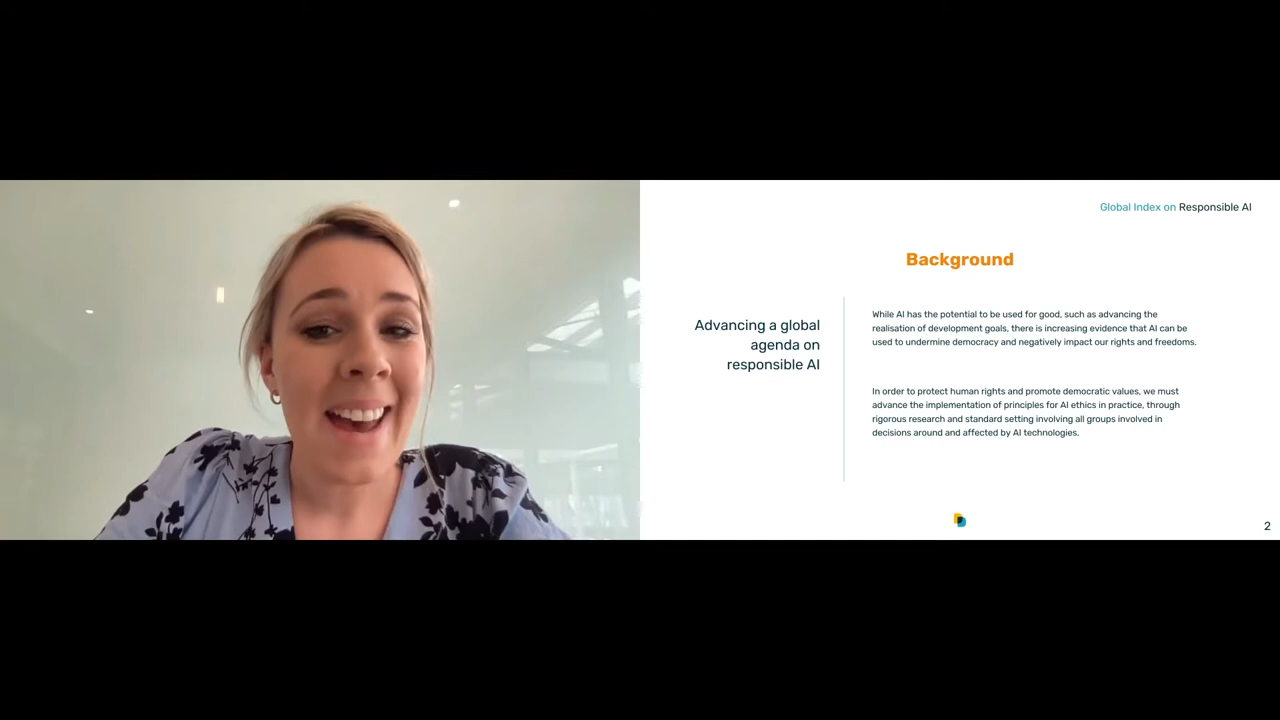 Global Index on Responsible AI
Background
Advancing a global
agenda on
responsible AI
While AI has the potential to be used for good, such as advancing the
realisation of development goals, there is increasing evidence that AI can be
used to undermine democracy and negatively impact our rights and freedoms.
In order to protect human rights and promote democratic values, we must
advance the implementation of principles for AI ethics in practice, through
rigorous research and standard setting involving all groups involved in
decisions around and affected by AI technologies.
2